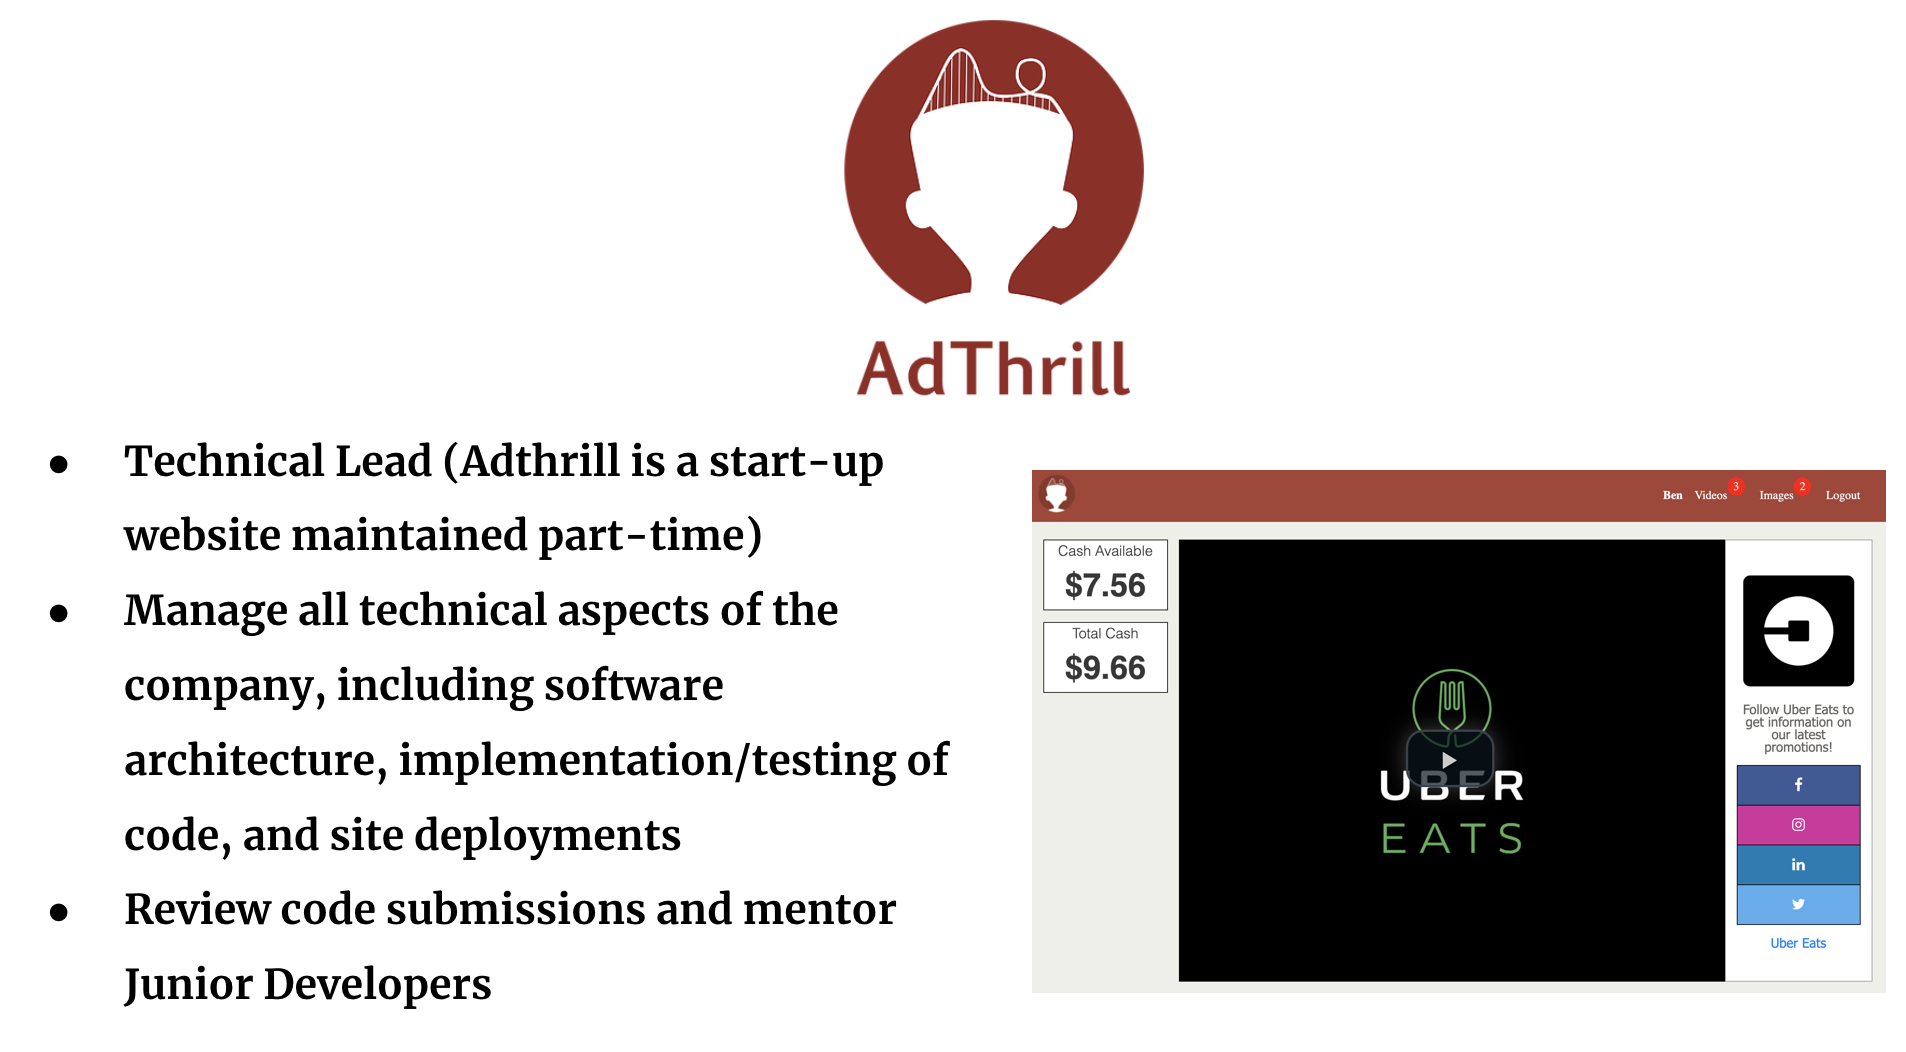 AdThrill
● Technical Lead (Adthrill is a start-up
website maintained part-time)
● Manage all technical aspects of the
company, including software
architecture, implementation/testing of
code, and site deployments
● Review code submissions and mentor
Junior Developers
Ben Videos 3 Images 2 Logout
Cash Available
$7.56
Total Cash
$9.66
UBER
EATS
Follow Uber Eats to
get information on
our latest
promotions!
f
in
Uber Eats